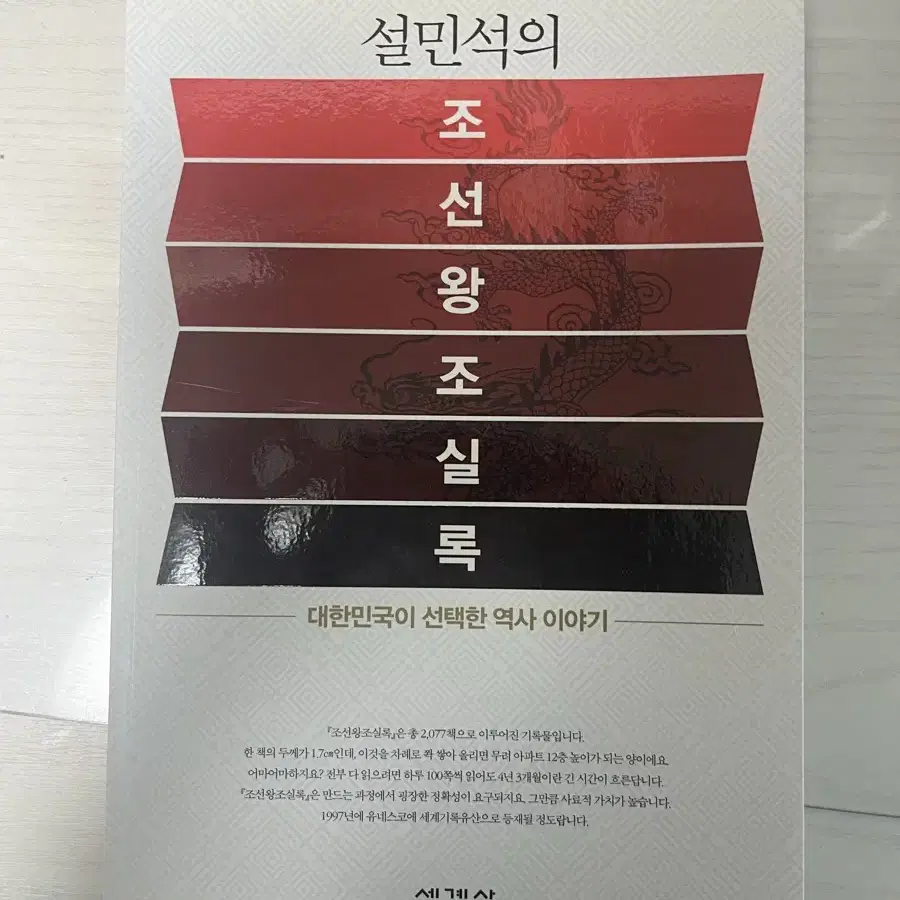 설민석의
조
선
왕
조
실
록
대한민국이 선택한 역사 이야기
『조선왕조실록』은 총 2,077책으로 이루어진 기록물입니다.
한 책의 두께가 1.7㎝인데, 이것을 차례로 쫙 쌓아 올리면 무려 아파트 12층 높이가 되는 양이에요.
어마어마하지요? 전부 다 읽으려면 하루 100쪽씩 읽어도 4년 3개월이란 긴 시간이 흐른답니다.
『조선왕조실록』은 만드는 과정에서 굉장한 정확성이 요구되지요. 그만큼 사료적 가치가 높습니다.
1997년에 유네스코에 세계기록유산으로 등재될 정도랍니다.
세계사